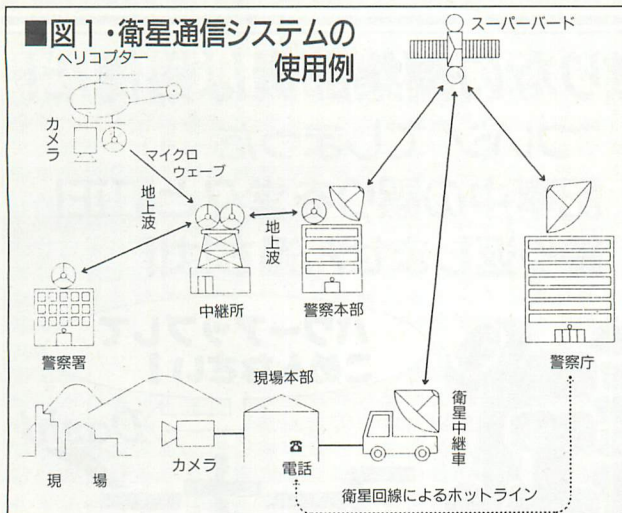 ■図1・衛星通信システムの
使用例
スーパーバード
ヘリコプター
カメラ
マイクロ
ウェーブ
地上波
地上波
中継所
警察本部
警察署
警察庁
現場本部
衛星中継車
カメラ
☎
電話
現場
衛星回線によるホットライン